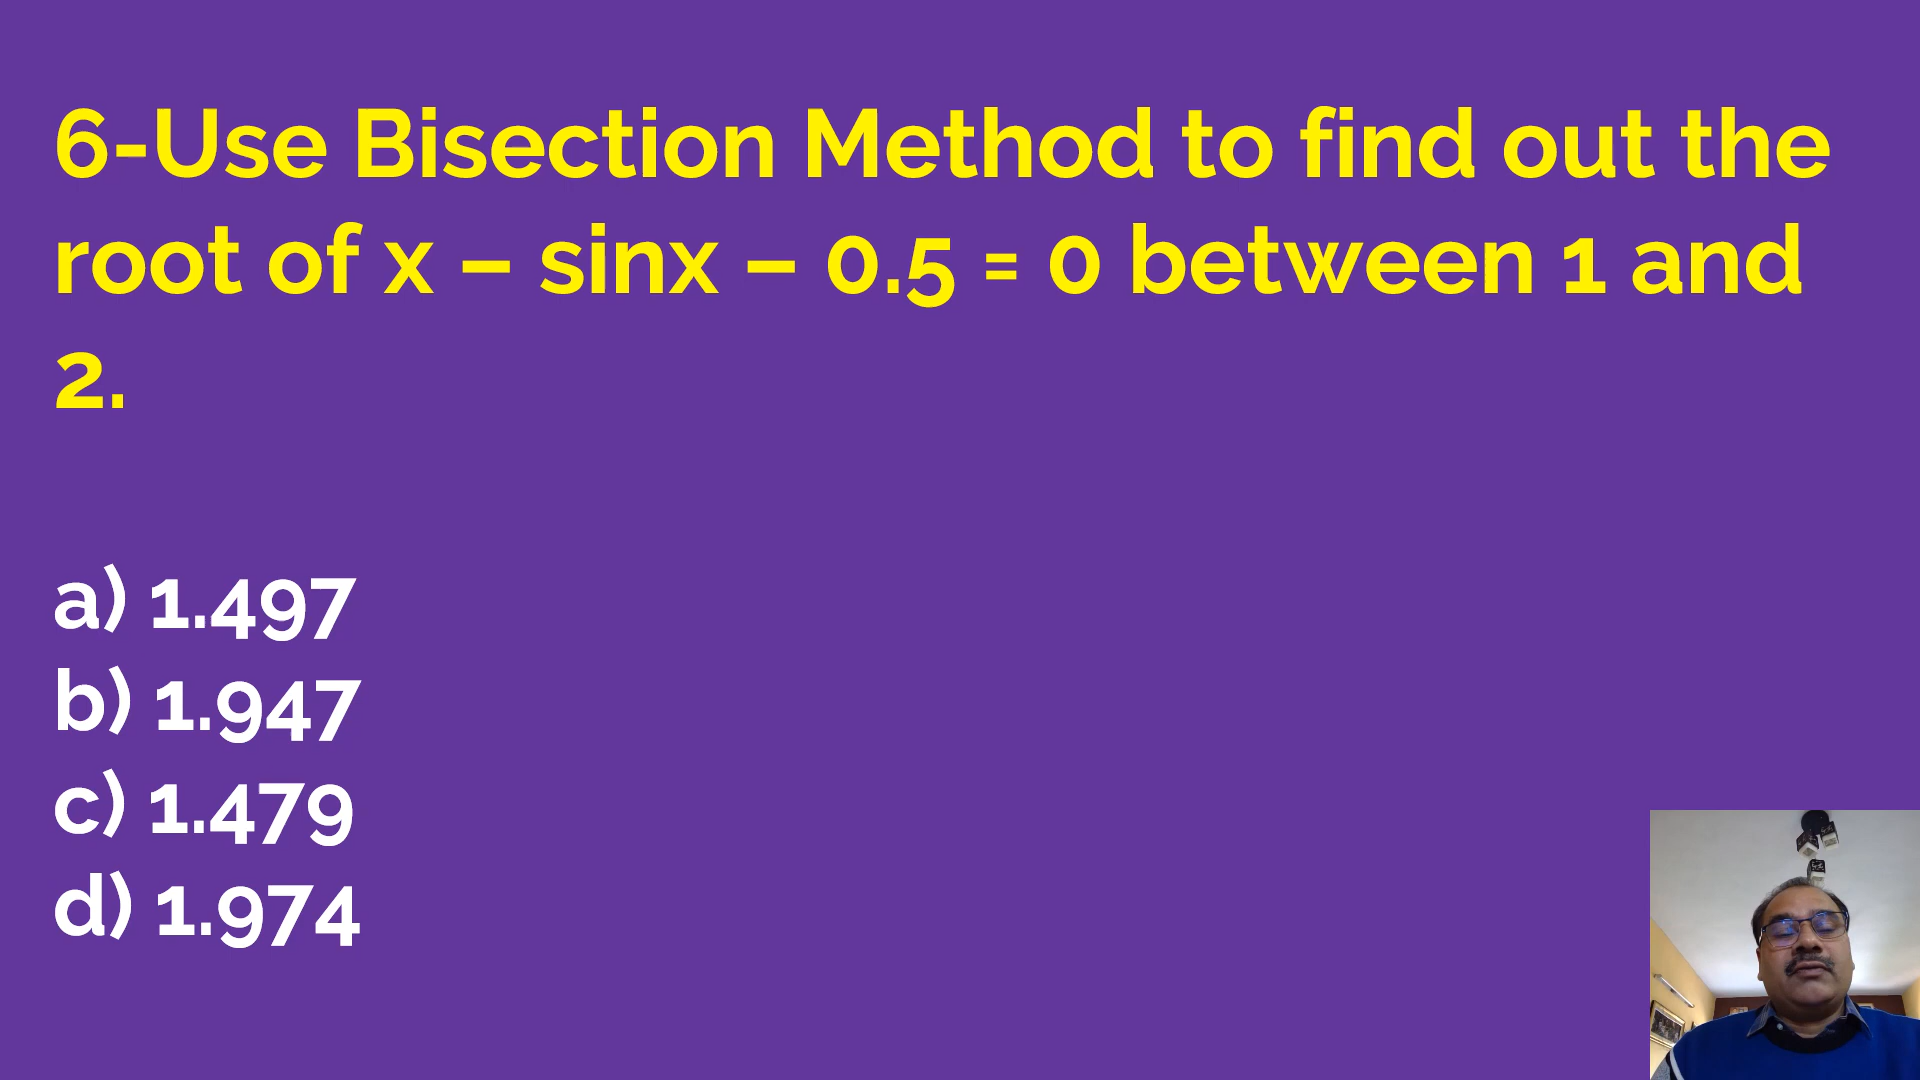 6-Use Bisection Method to find out the
root of x – sinx – 0.5 = 0 between 1 and
2.
a) 1.497
b) 1.947
c) 1.479
d) 1.974